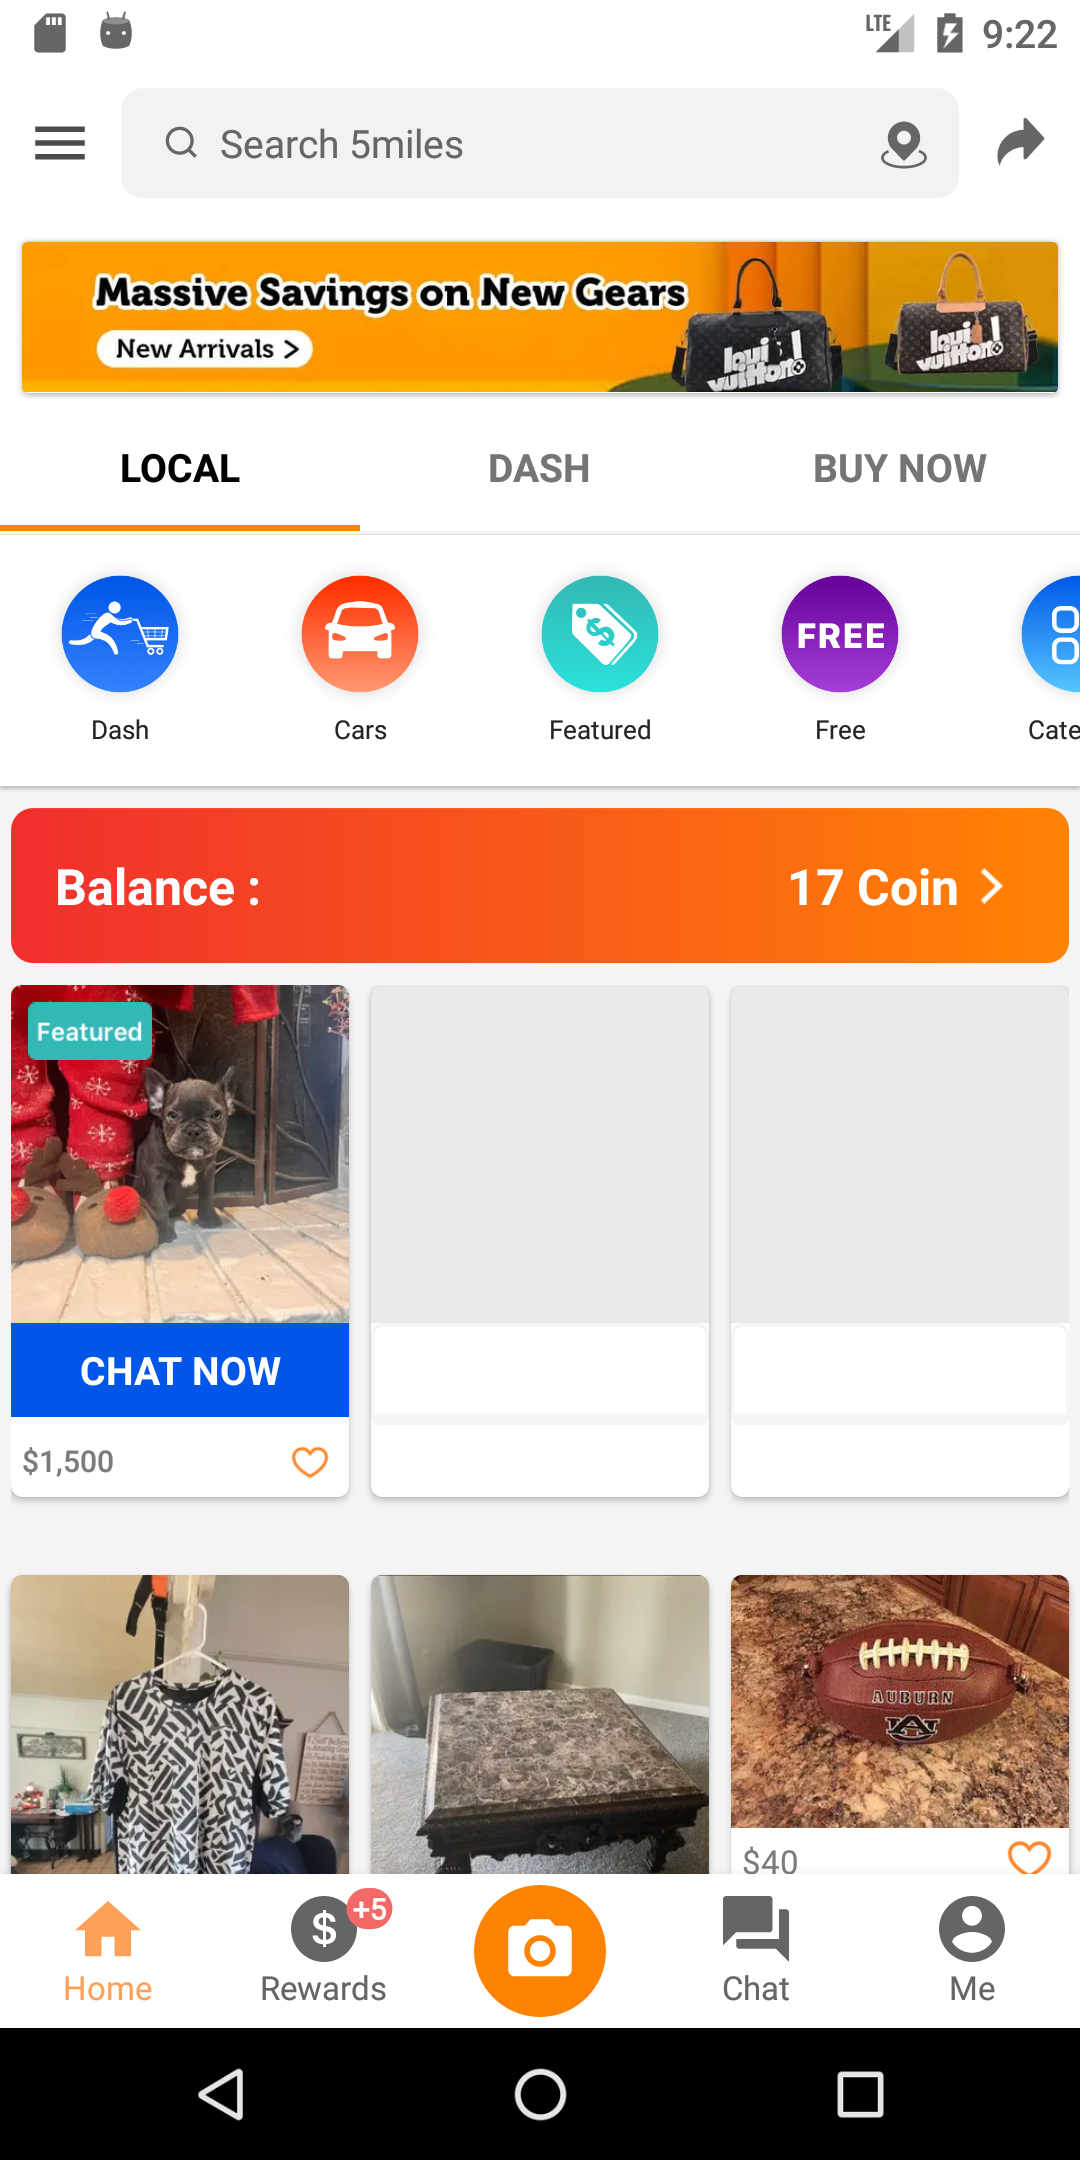 LTE 9:22
Search 5miles
Massive Savings on New Gears
New Arrivals >
louis vuitton
louis vuitton
LOCAL DASH BUY NOW
FREE
Dash Cars Featured Free Cate
Balance : 17 Coin
Featured
CHAT NOW
$1,500
AUBURN
AU
$40
+5
Home Rewards Chat Me